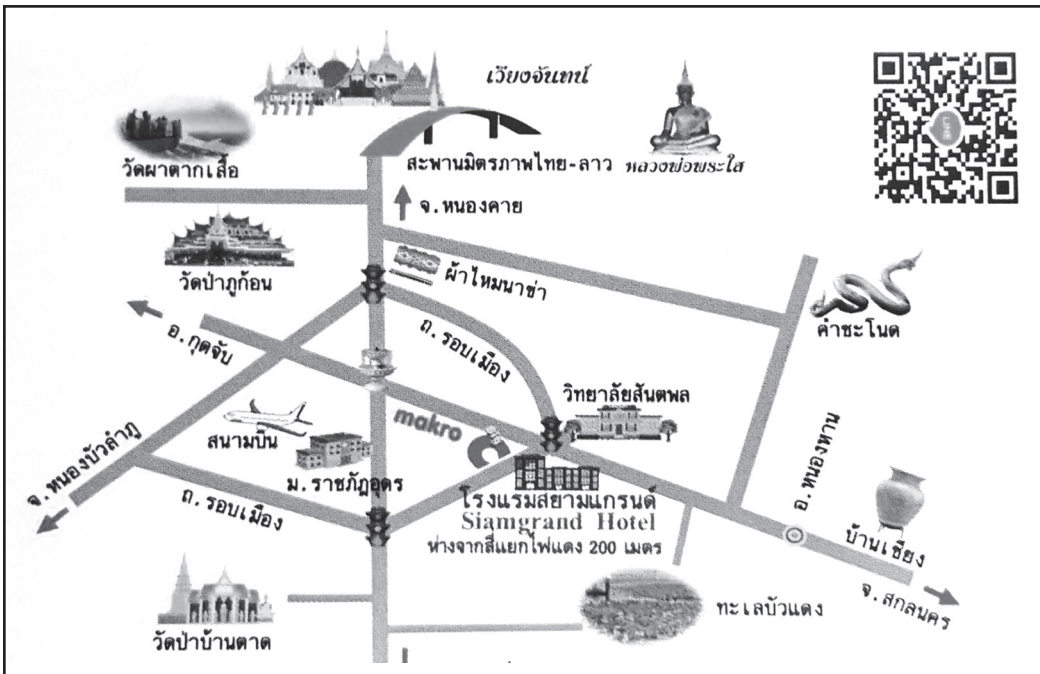 เวียงจันทน์
วัดผาตากเสื้อ
สะพานมิตรภาพไทย-ลาว
หลวงพ่อพระใส
LINE
จ.หนองคาย
วัดป่าภูก้อน
ผ้าไหมนาข่า
คำชะโนด
อ.กุดจับ
ถ.รอบเมือง
วิทยาลัยสันตพล
makro
สนามบิน
ม.ราชภัฏอุดร
จ.หนองบัวลำภู
ถ.รอบเมือง
โรงแรมสยามแกรนด์
Siamgrand Hotel
ห่างจากสี่แยกไฟแดง 200 เมตร
อ.หนองหาน
บ้านเชียง
จ.สกลนคร
ทะเลบัวแดง
วัดป่าบ้านตาด